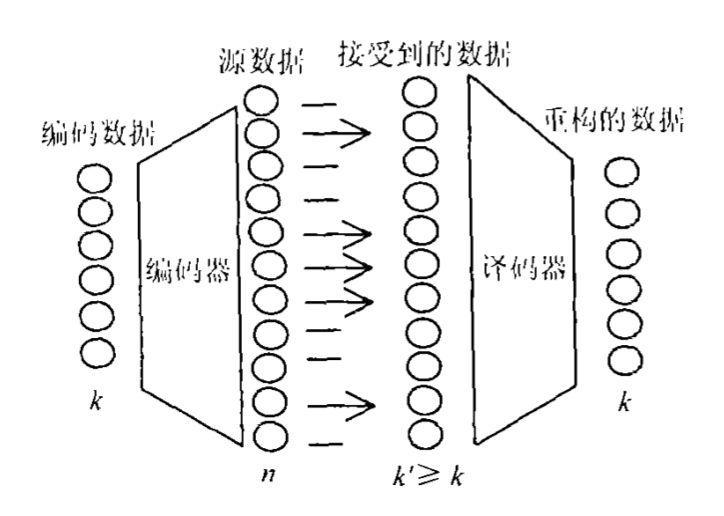 源数据
接受到的数据
编码数据
重构的数据
编码器
译码器
k
n
k′≥ k
k